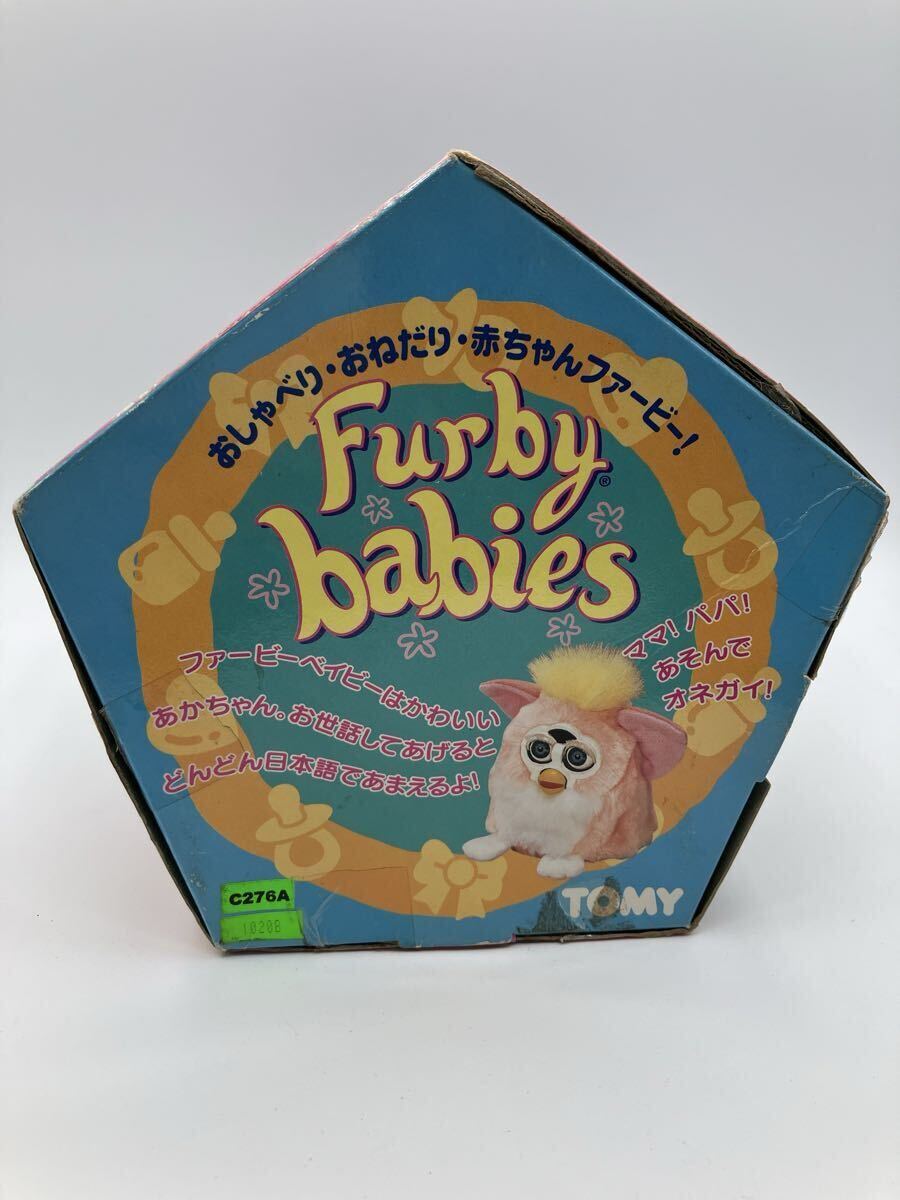 おしゃべり・おねだり・赤ちゃんファービー!
Furby®
babies
ファービーベイビーはかわいい
あかちゃん。お世話してあげると
どんどん日本語であまえるよ!
ママ!パパ!
あそんで
オネガイ!
TOMY
C276A
1020B